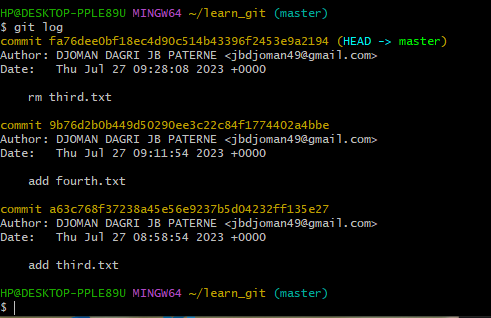 HP@DESKTOP-PPLE89U MINGW64 ~/learn_git (master)
$ git log
commit fa76dee0bf18ec4d90c514b43396f2453e9a2194 (HEAD -> master)
Author: DJOMAN DAGRI JB PATERNE <jbdjoman49@gmail.com>
Date:   Thu Jul 27 09:28:08 2023 +0000
    rm third.txt
commit 9b76d2b0b449d50290ee3c22c84f1774402a4bbe
Author: DJOMAN DAGRI JB PATERNE <jbdjoman49@gmail.com>
Date:   Thu Jul 27 09:11:54 2023 +0000
    add fourth.txt
commit a63c768f37238a45e56e9237b5d04232ff135e27
Author: DJOMAN DAGRI JB PATERNE <jbdjoman49@gmail.com>
Date:   Thu Jul 27 08:58:54 2023 +0000
    add third.txt
HP@DESKTOP-PPLE89U MINGW64 ~/learn_git (master)
$